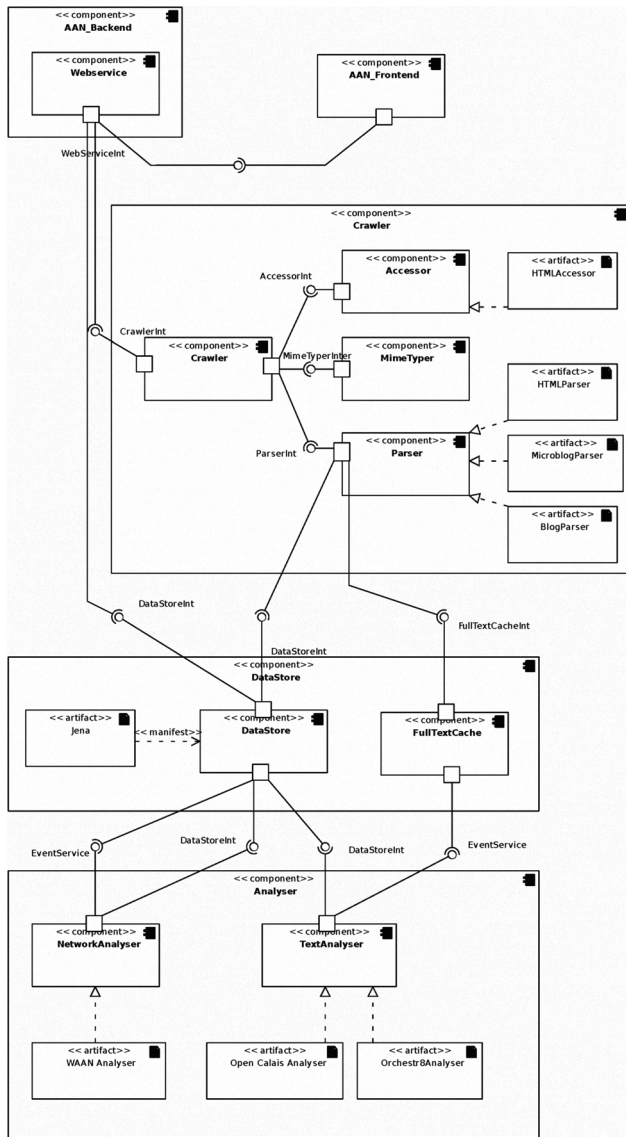 << component>>
AAN_Backend
<< component>>
Webservice
<< component>>
AAN_Frontend
WebServiceInt
<< component>>
Crawler
<< component>>
Accessor
<< artifact>>
HTMLAccessor
AccessorInt
CrawlerInt
<< component>>
Crawler
MimeTyperInter
<< component>>
MimeTyper
<< artifact>>
HTMLParser
ParserInt
<< component>>
Parser
<< artifact>>
MicroblogParser
<< artifact>>
BlogParser
DataStoreInt
FullTextCacheInt
DataStoreInt
<< component>>
DataStore
<< artifact>>
Jena
<< manifest>>
<< component>>
DataStore
<< component>>
FullTextCache
EventService
DataStoreInt
DataStoreInt
EventService
<< component>>
Analyser
<< component>>
NetworkAnalyser
<< component>>
TextAnalyser
<< artifact>>
WAAN Analyser
<< artifact>>
Open Calais Analyser
<< artifact>>
Orchestr8Analyser